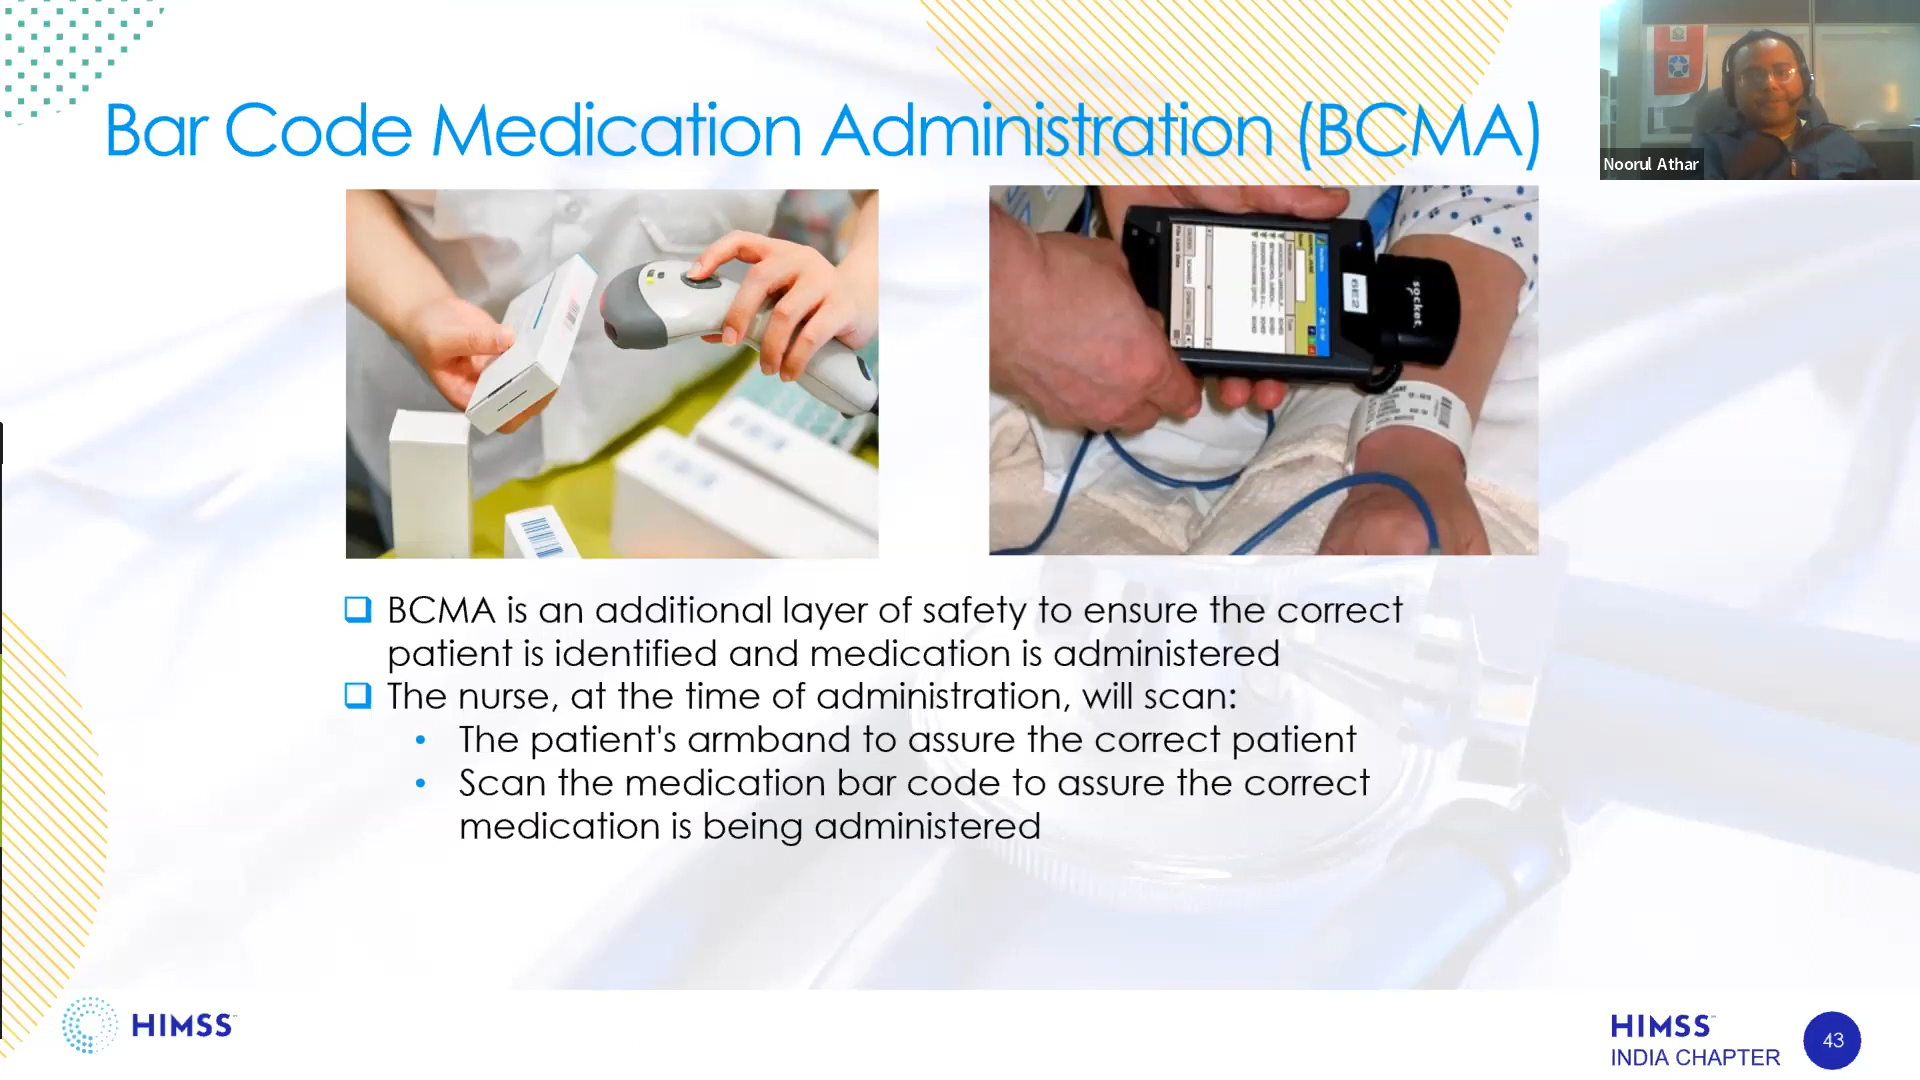 Bar Code Medication Administration (BCMA)
Noorul Athar
6E2
socket.
BCMA is an additional layer of safety to ensure the correct
patient is identified and medication is administered
The nurse, at the time of administration, will scan:
• The patient's armband to assure the correct patient
• Scan the medication bar code to assure the correct
medication is being administered
HIMSS
HIMSS
INDIA CHAPTER
43